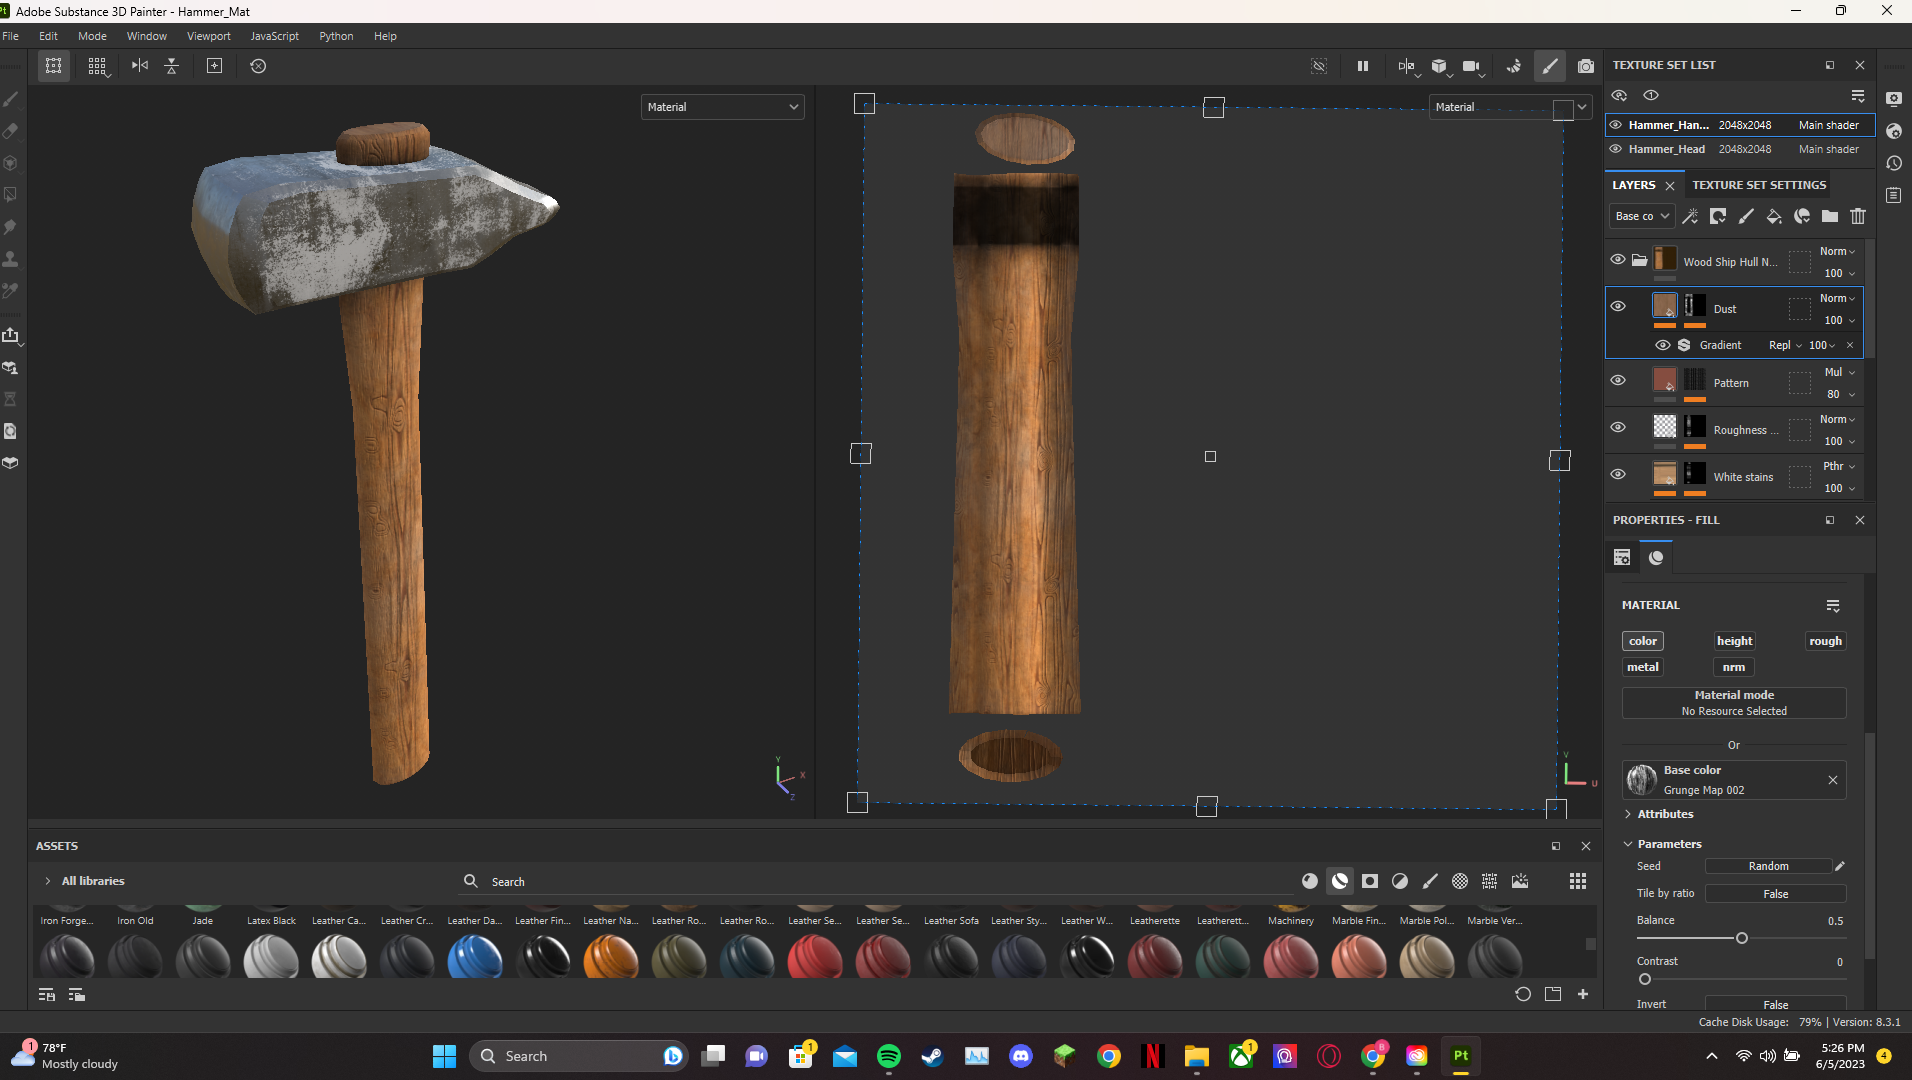 Pt Adobe Substance 3D Painter - Hammer_Mat
File Edit Mode Window Viewport JavaScript Python Help
Material
Material
Y
X
Z
V
U
TEXTURE SET LIST
1
Hammer_Han... 2048x2048 Main shader
Hammer_Head 2048x2048 Main shader
LAYERS TEXTURE SET SETTINGS
Base co
Wood Ship Hull N... Norm
100
Dust Norm
100
Gradient Repl 100
Pattern Mul
80
Roughness ... Norm
100
White stains Pthr
100
PROPERTIES - FILL
MATERIAL
color height rough
metal nrm
Material mode
No Resource Selected
Or
Base color
Grunge Map 002
Attributes
Parameters
Seed Random
Tile by ratio False
Balance 0.5
Contrast 0
Invert False
ASSETS
All libraries Search
Iron Forge... Iron Old Jade Latex Black Leather Ca... Leather Cr... Leather Da... Leather Fin... Leather Na... Leather Ro... Leather Ro... Leather Se... Leather Se... Leather Sofa Leather Sty... Leather W... Leatherette Leatherett... Machinery Marble Fin... Marble Pol... Marble Ver...
Cache Disk Usage: 79% | Version: 8.3.1
1 78°F
Mostly cloudy
Search
1
N
1
B
Pt
5:26 PM
6/5/2023
4